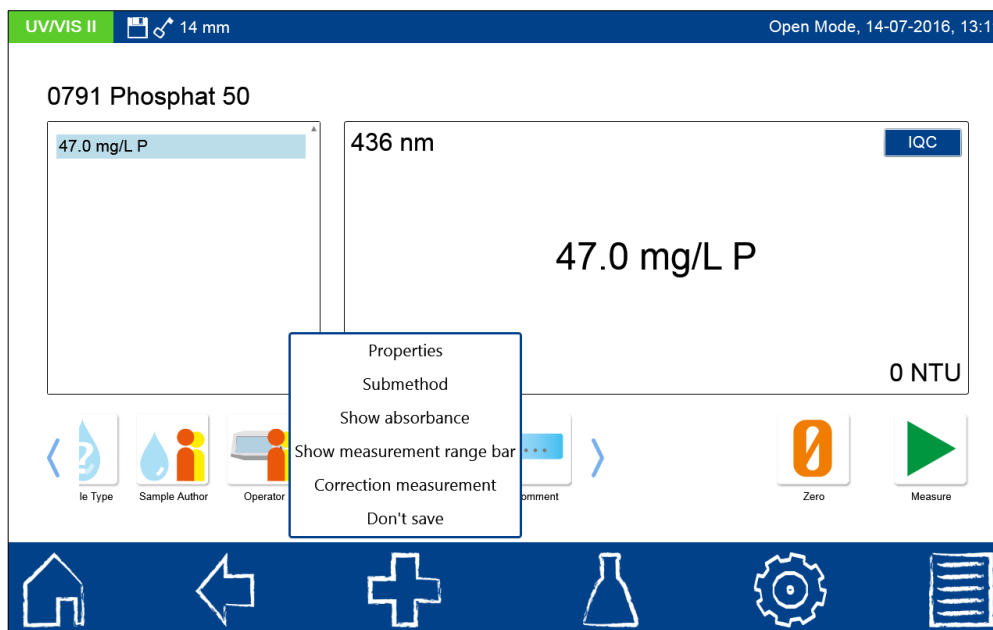 UV/VIS II
14 mm
Open Mode, 14-07-2016, 13:1
0791 Phosphat 50
47.0 mg/L P
436 nm
IQC
47.0 mg/L P
0 NTU
Properties
Submethod
Show absorbance
Show measurement range bar
Correction measurement
Don't save
le Type
Sample Author
Operator
omment
Zero
Measure